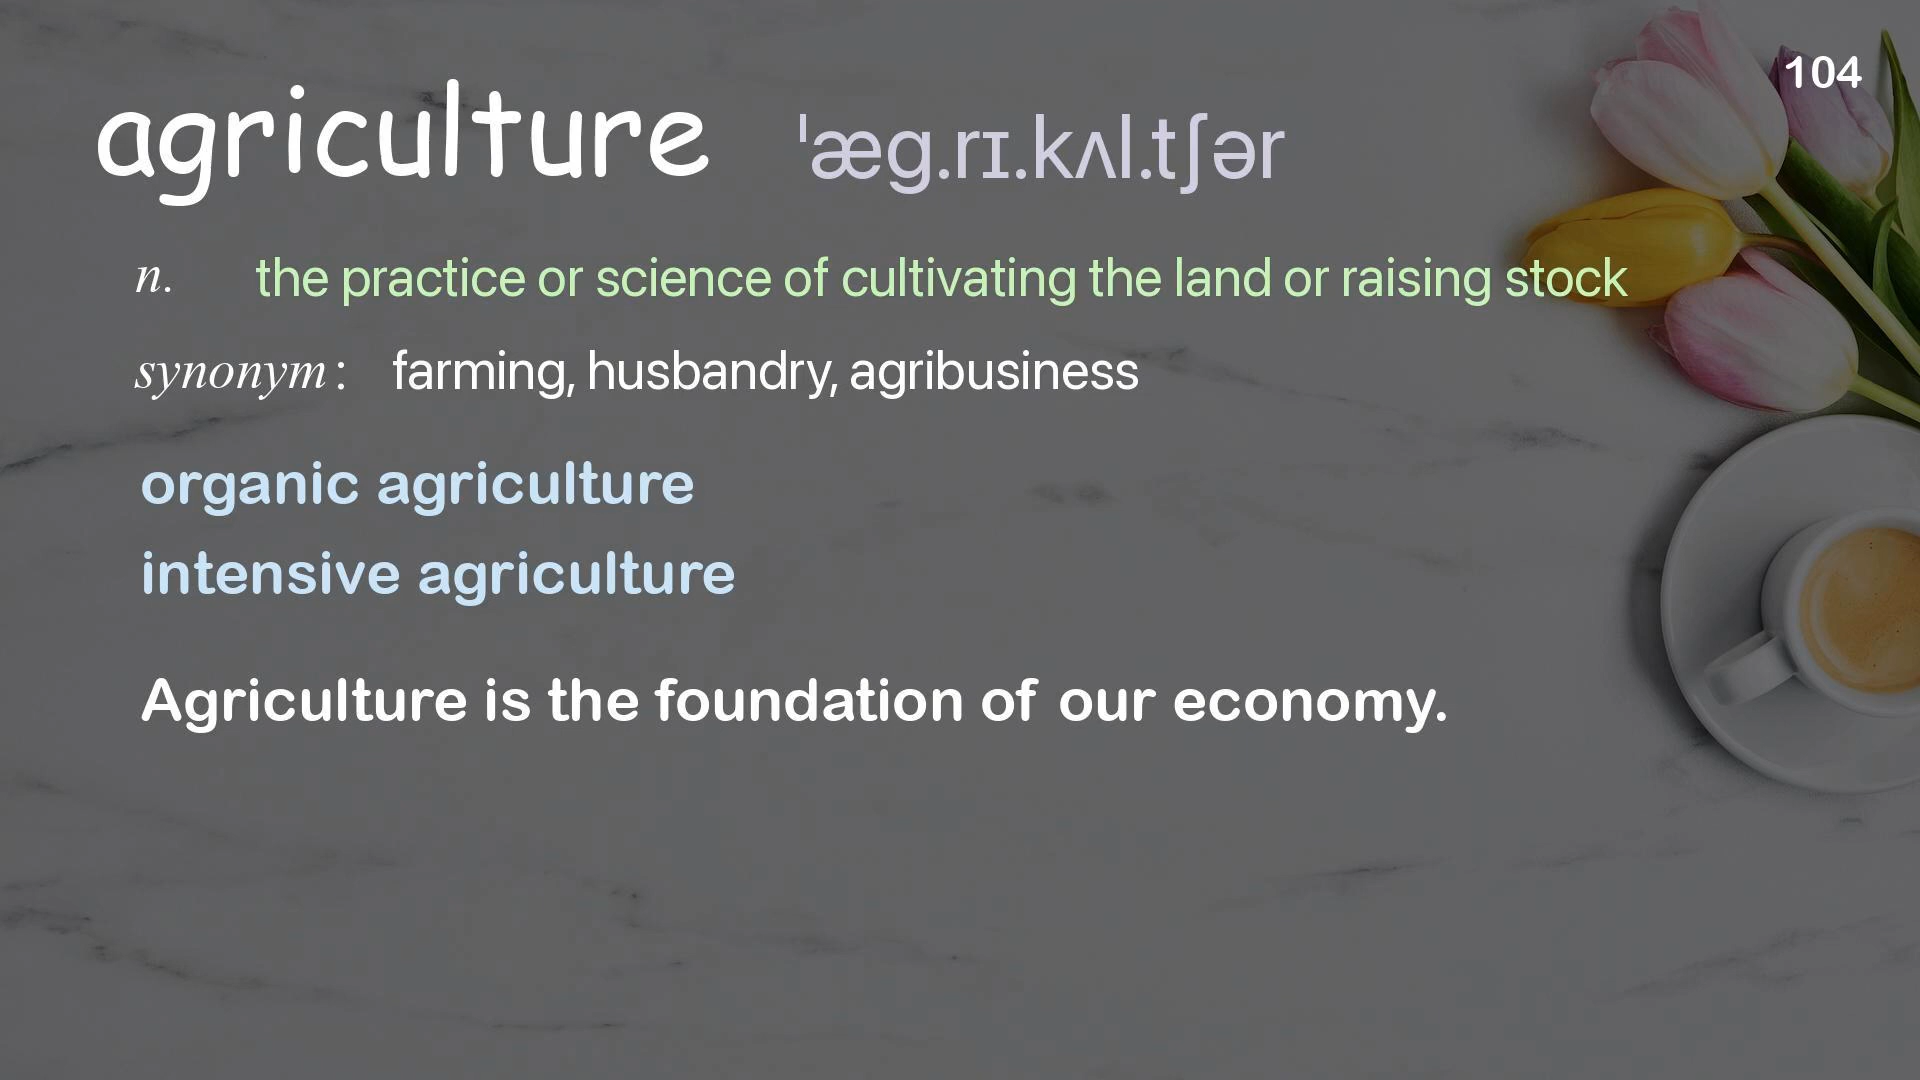 104
agriculture ˈæɡ.rɪ.kʌl.tʃər
n. the practice or science of cultivating the land or raising stock
synonym : farming, husbandry, agribusiness
organic agriculture
intensive agriculture
Agriculture is the foundation of our economy.